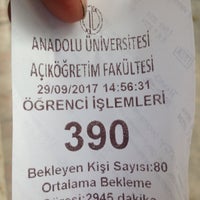 ANADOLU ÜNİVERSİTESİ
AÇIKÖĞRETİM FAKÜLTESİ
29/09/2017 14:56:31
ÖĞRENCİ İŞLEMLERİ
390
Bekleyen Kişi Sayısı:80
Ortalama Bekleme
Süresi:2945 dakika